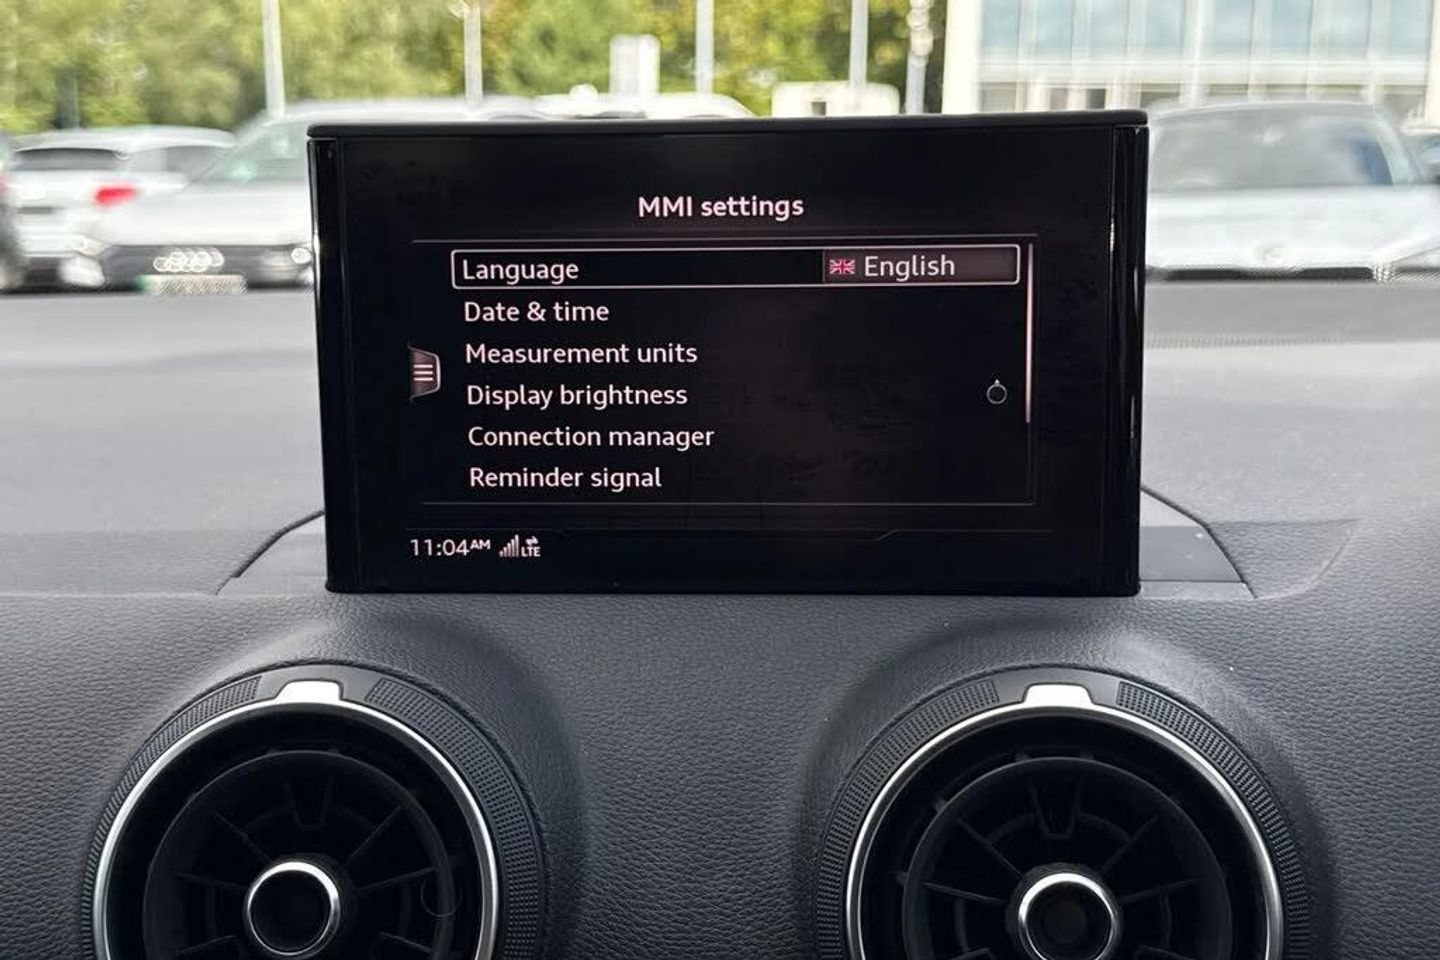 MMI settings
Language English
Date & time
Measurement units
Display brightness
Connection manager
Reminder signal
11:04AM LTE